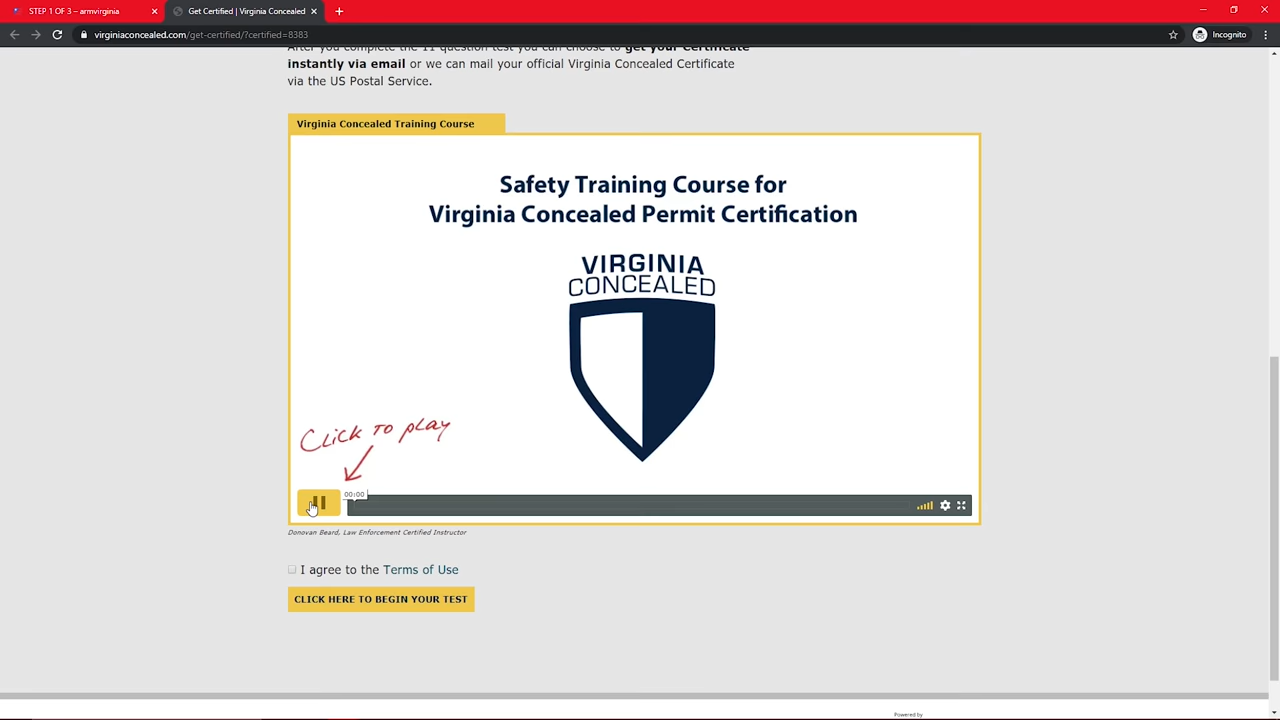 STEP 1 OF 3 – armvirginia
Get Certified | Virginia Concealed
virginiaconcealed.com/get-certified/?certified=8383
Incognito
After you complete the 11 question test you can choose to get your Certificate
instantly via email or we can mail your official Virginia Concealed Certificate
via the US Postal Service.
Virginia Concealed Training Course
Safety Training Course for
Virginia Concealed Permit Certification
VIRGINIA
CONCEALED
Click to play
00:00
Donovan Beard, Law Enforcement Certified Instructor
I agree to the Terms of Use
CLICK HERE TO BEGIN YOUR TEST
Powered by